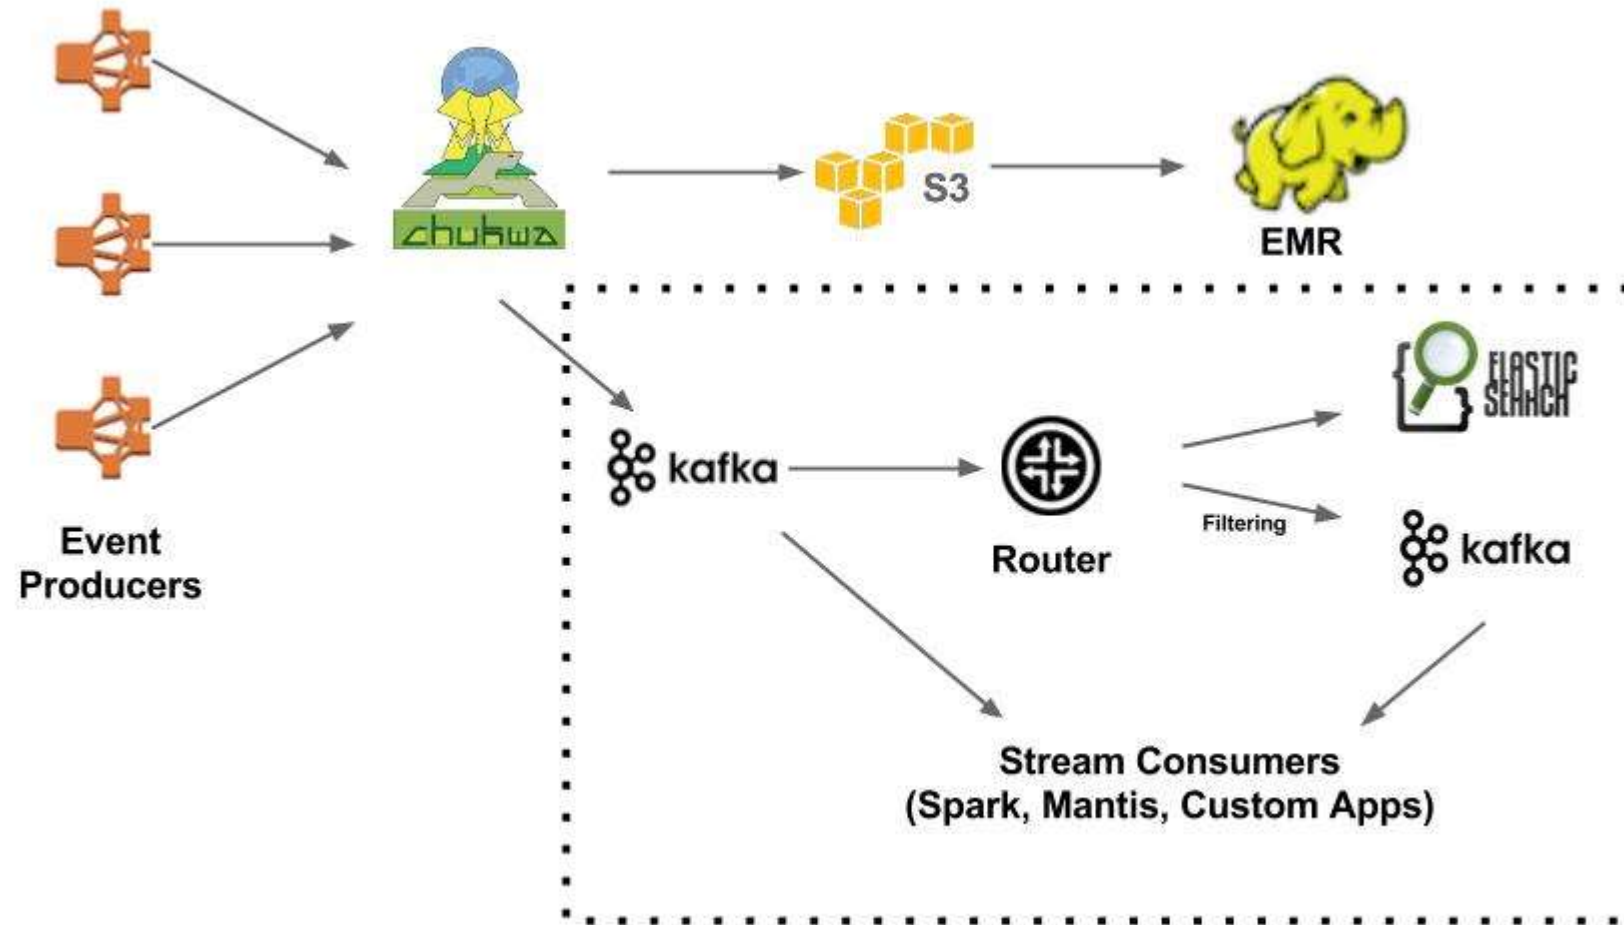 chukwa
S3
EMR
ELASTIC
SEARCH
kafka
Router
Filtering
kafka
Event
Producers
Stream Consumers
(Spark, Mantis, Custom Apps)